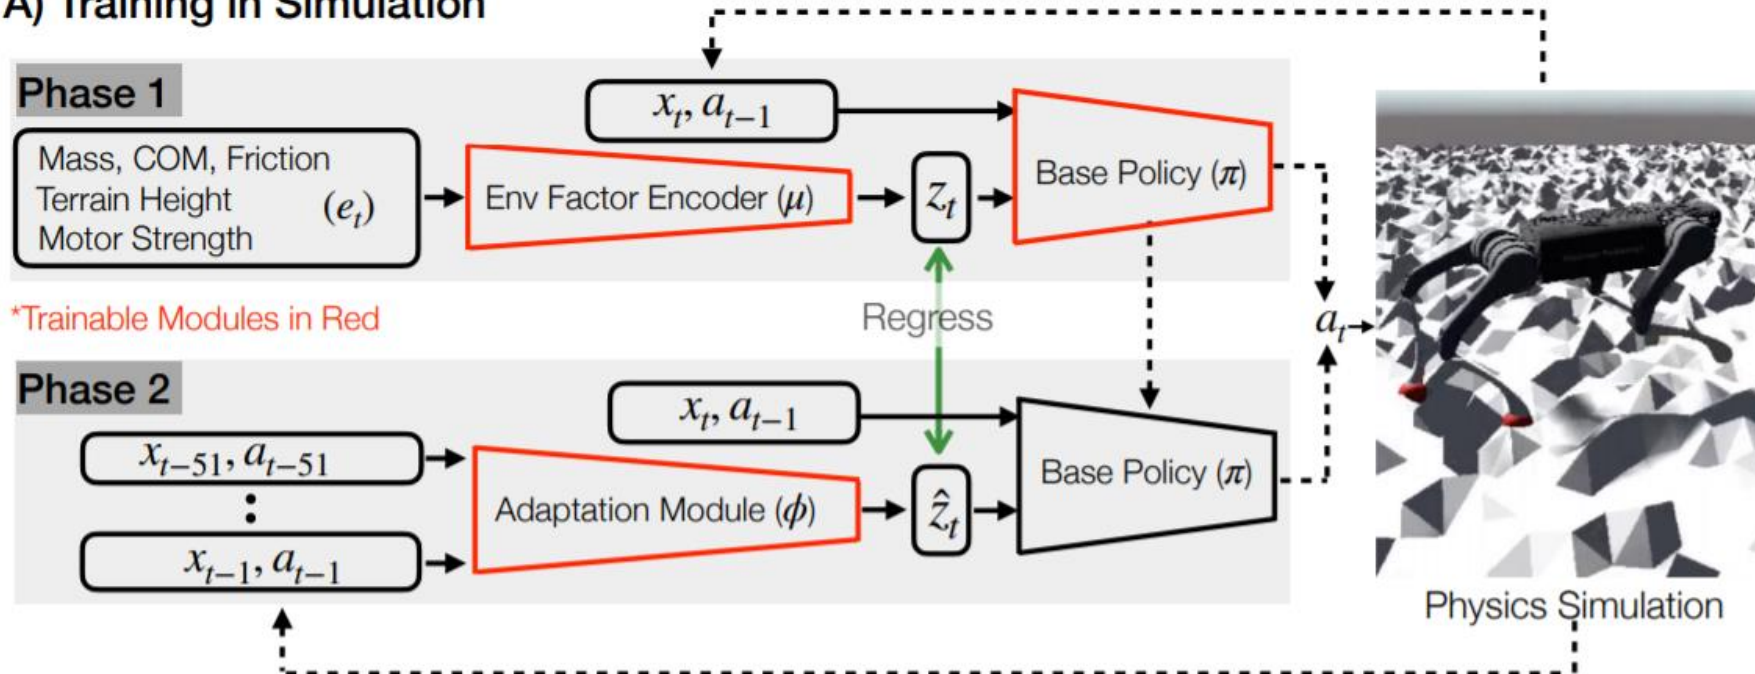 A) Training in Simulation
Phase 1
x_t, a_{t−1}
Mass, COM, Friction
Terrain Height
Motor Strength
(e_t)
Env Factor Encoder (μ)
z_t
Base Policy (π)
*Trainable Modules in Red
Regress
a_t
Phase 2
x_t, a_{t−1}
x_{t−51}, a_{t−51}
⋮
x_{t−1}, a_{t−1}
Adaptation Module (ϕ)
ẑ_t
Base Policy (π)
Physics Simulation